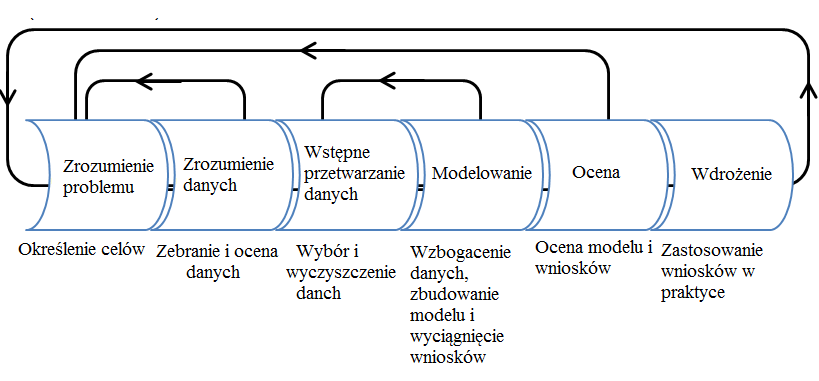 Zrozumienie
problemu
Zrozumienie
danych
Wstępne
przetwarzanie
danych
Modelowanie
Ocena
Wdrożenie
Określenie celów
Zebranie i ocena
danych
Wybór i
wyczyszczenie
danch
Wzbogacenie
danych,
zbudowanie
modelu i
wyciągnięcie
wniosków
Ocena modelu i
wniosków
Zastosowanie
wniosków w
praktyce